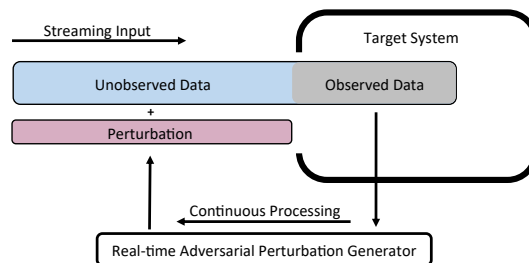 Streaming Input
Target System
Unobserved Data
Observed Data
+
Perturbation
Continuous Processing
Real-time Adversarial Perturbation Generator